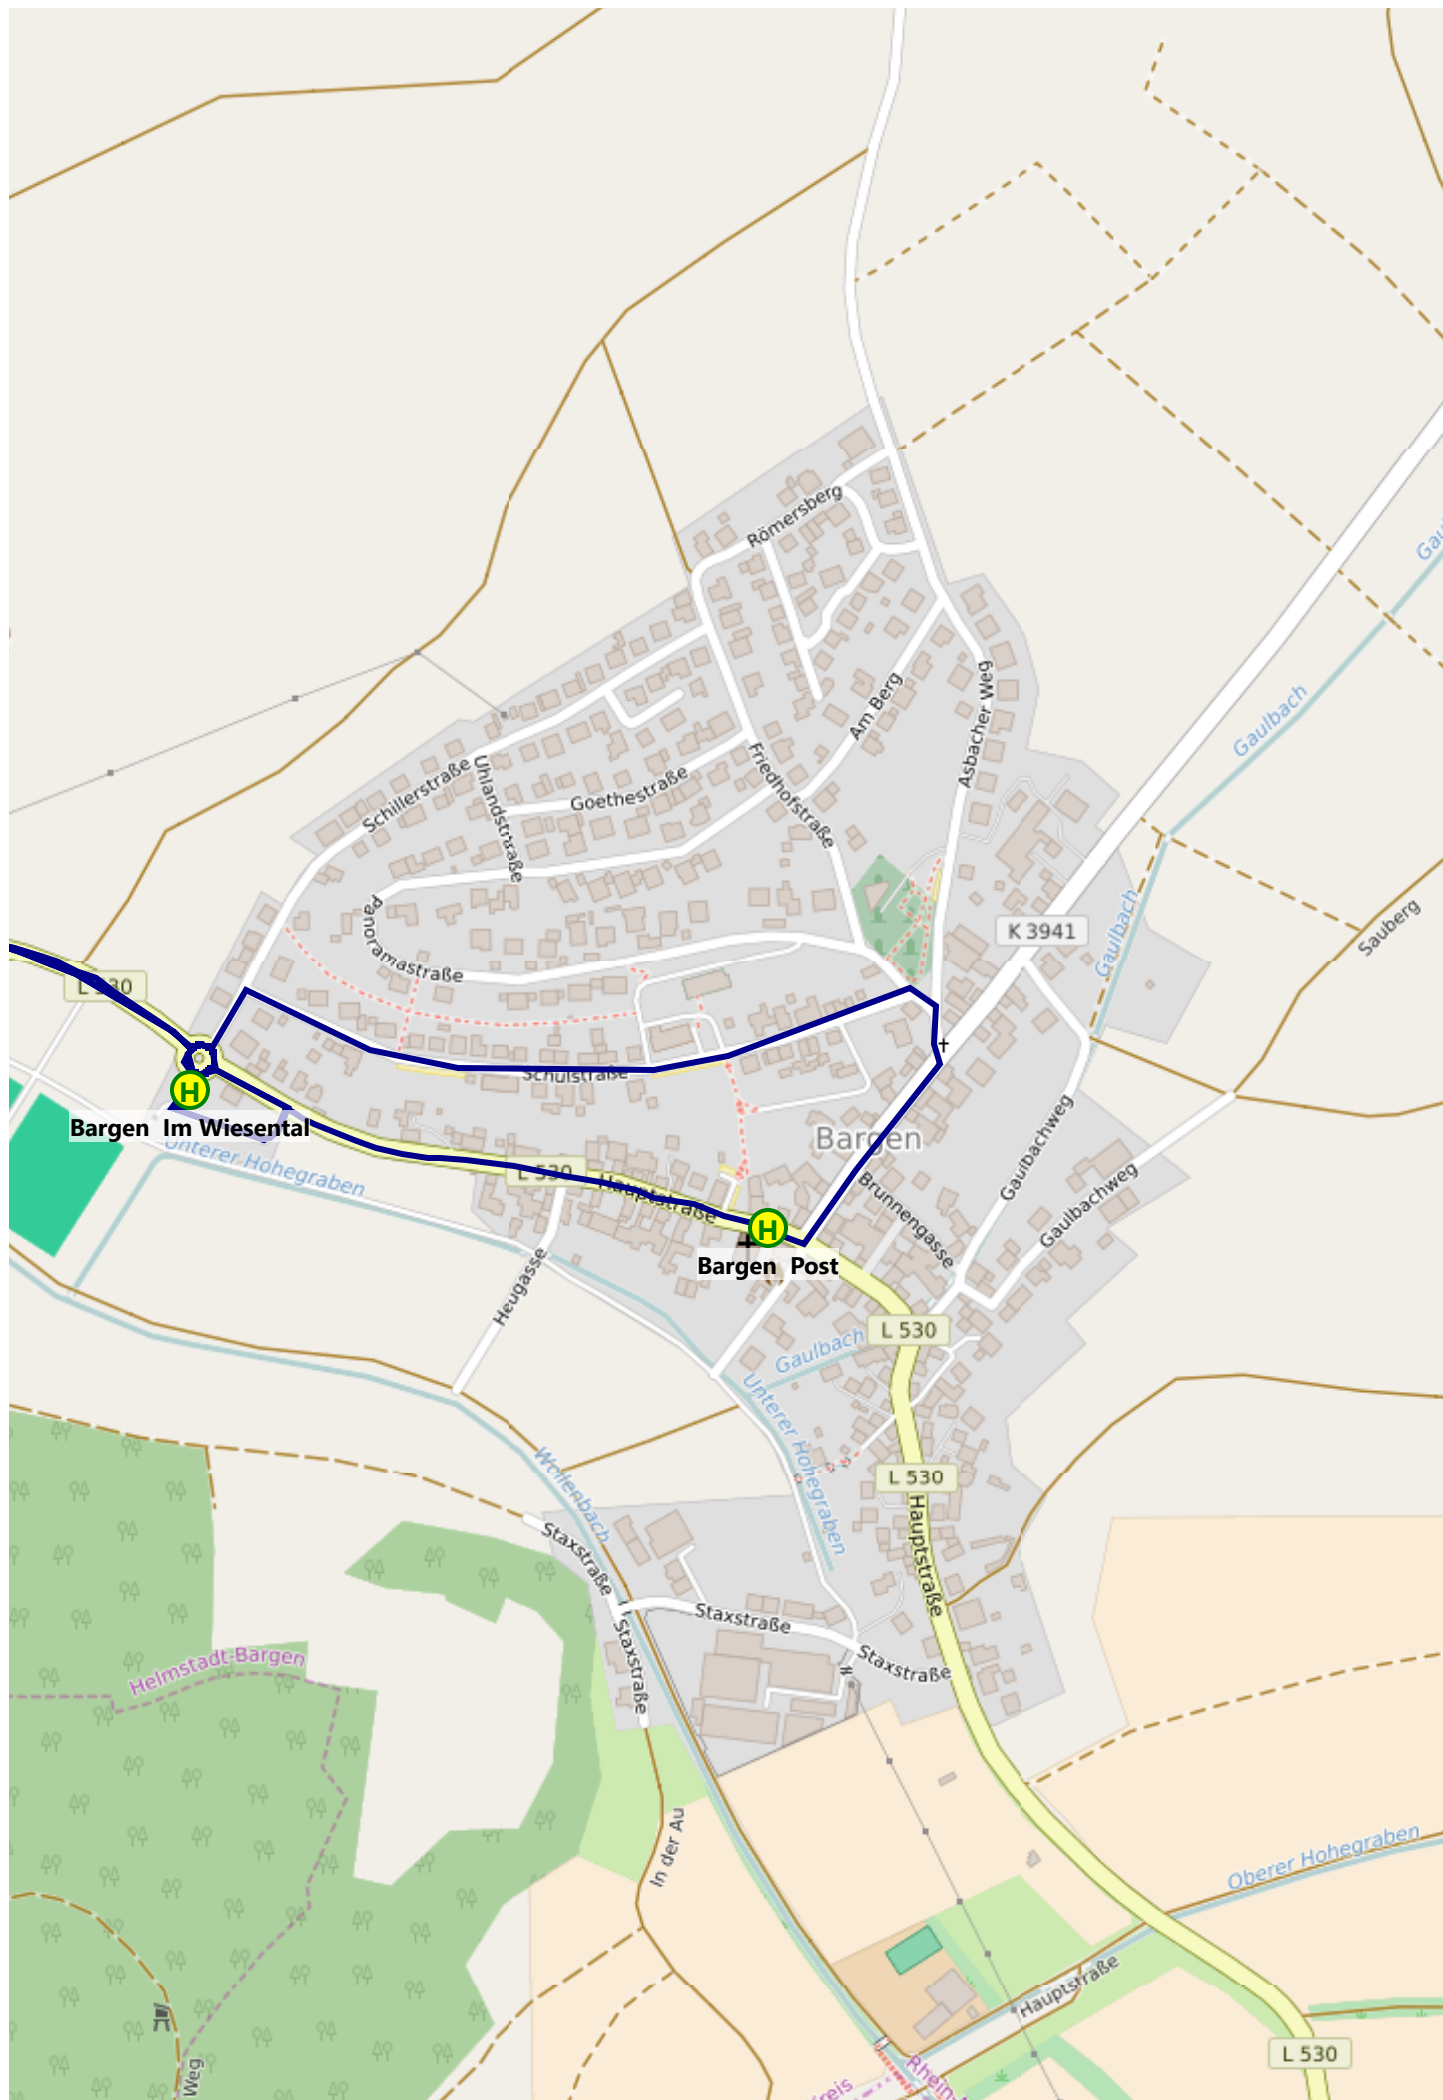 Römersberg
Gaulbach
Am Berg
Asbacher Weg
Schillerstraße
Uhlandstraße
Goethestraße
Friedhofstraße
Panoramastraße
K 3941
Gaulbach
Sauberg
L 530
Schulstraße
H
Bargen Im Wiesental
Unterer Hohegraben
Bargen
L 530
Hauptstraße
Brunnengasse
Gaulbachweg
Gaulbachweg
H
Bargen Post
Heugasse
L 530
Gaulbach
Unterer Hohegraben
Wollenbach
L 530
Hauptstraße
Staxstraße
Staxstraße
Staxstraße
Staxstraße
Helmstadt-Bargen
In der Au
Oberer Hohegraben
Hauptstraße
L 530
Weg